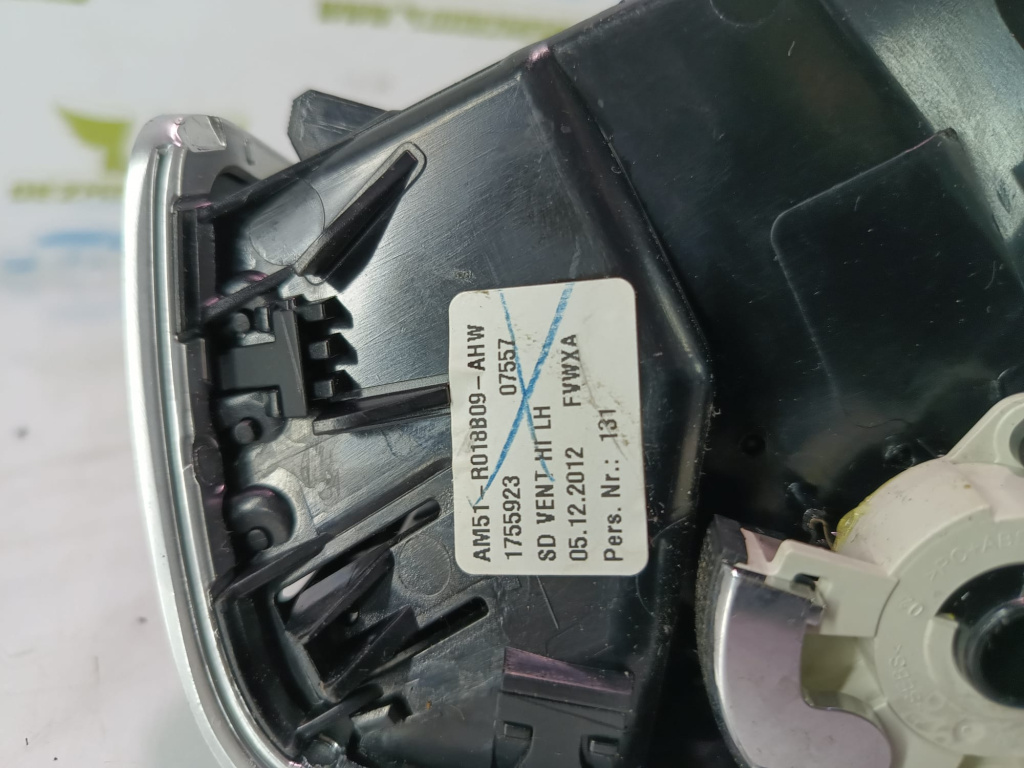 AM51-R018B09-AHW
1755923 07557
SD VENT HI LH
05.12.2012 FVWXA
Pers. Nr.: 131